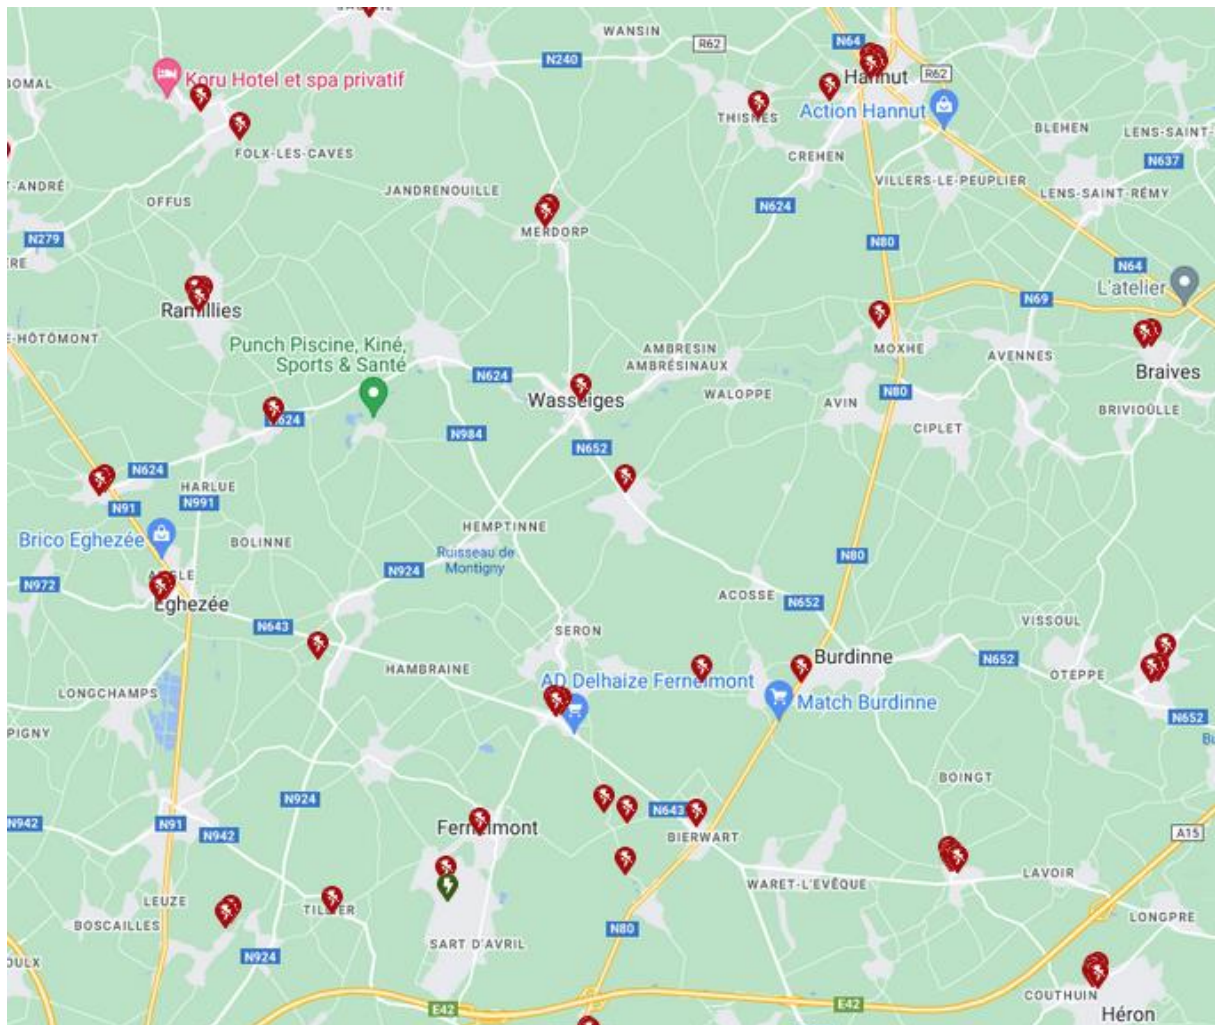 WANSIN
R62
N64
N240
Koru Hotel et spa privatif
Hannut
R62
BOMAL
THISNES
Action Hannut
BLEHEN
LENS-SAINT-
FOLX-LES-CAVES
CREHEN
N637
T-ANDRÉ
JANDRENOUILLE
VILLERS-LE-PEUPLIER
LENS-SAINT-RÉMY
OFFUS
N624
N279
MERDORP
N80
N64
L'atelier
N69
Ramillies
E-HÔTÔMONT
Punch Piscine, Kiné,
Sports & Santé
AMBRESIN
AMBRÉSINAUX
MOXHE
AVENNES
N624
Braives
WALOPPE
N80
Wasseiges
AVIN
BRIVIOÛLLE
N624
N984
N652
CIPLET
N624
HARLUE
N91
N991
HEMPTINNE
Brico Eghezée
BOLINNE
Ruisseau de
Montigny
N80
N924
N972
ACOSSE
N652
Eghezée
N643
SERON
VISSOUL
Burdinne
N652
HAMBRAINE
OTEPPE
AD Delhaize Fernelmont
LONGCHAMPS
Match Burdinne
N652
PIGNY
BOINGT
N924
N643
N942
N91
N942
Fernelmont
BIERWART
A15
LAVOIR
WARET-L'EVÊQUE
LEUZE
TILLIER
LONGPRE
BOSCAILLES
N80
SART D'AVRIL
N924
OULX
COUTHUIN
E42
E42
Héron